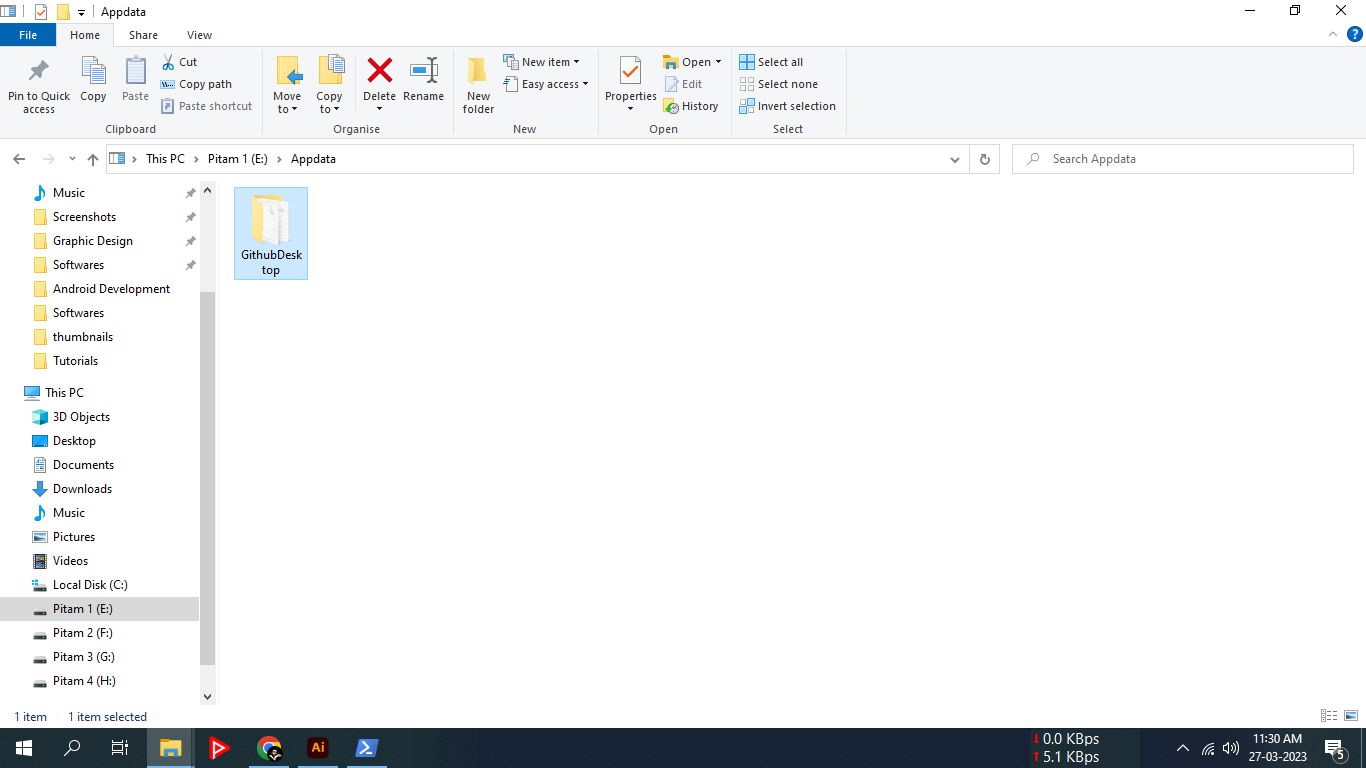 Appdata
File Home Share View
Pin to Quick access
Copy
Paste
Cut
Copy path
Paste shortcut
Clipboard
Move to
Copy to
Delete
Rename
Organise
New folder
New item
Easy access
New
Properties
Open
Edit
History
Open
Select all
Select none
Invert selection
Select
This PC > Pitam 1 (E:) > Appdata
Search Appdata
Music
Screenshots
Graphic Design
Softwares
Android Development
Softwares
thumbnails
Tutorials
This PC
3D Objects
Desktop
Documents
Downloads
Music
Pictures
Videos
Local Disk (C:)
Pitam 1 (E:)
Pitam 2 (F:)
Pitam 3 (G:)
Pitam 4 (H:)
GithubDesk
top
1 item 1 item selected
Ai
0.0 KBps
5.1 KBps
11:30 AM
27-03-2023
5